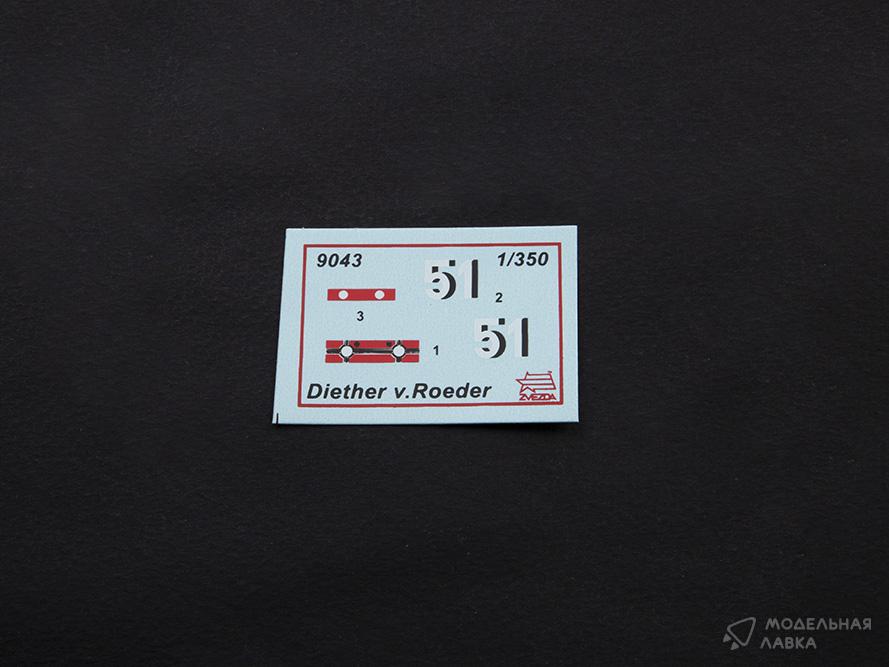 9043
1/350
51
2
3
51
1
Diether v.Roeder
ZVEZDA
МОДЕЛЬНАЯ
ЛАВКА